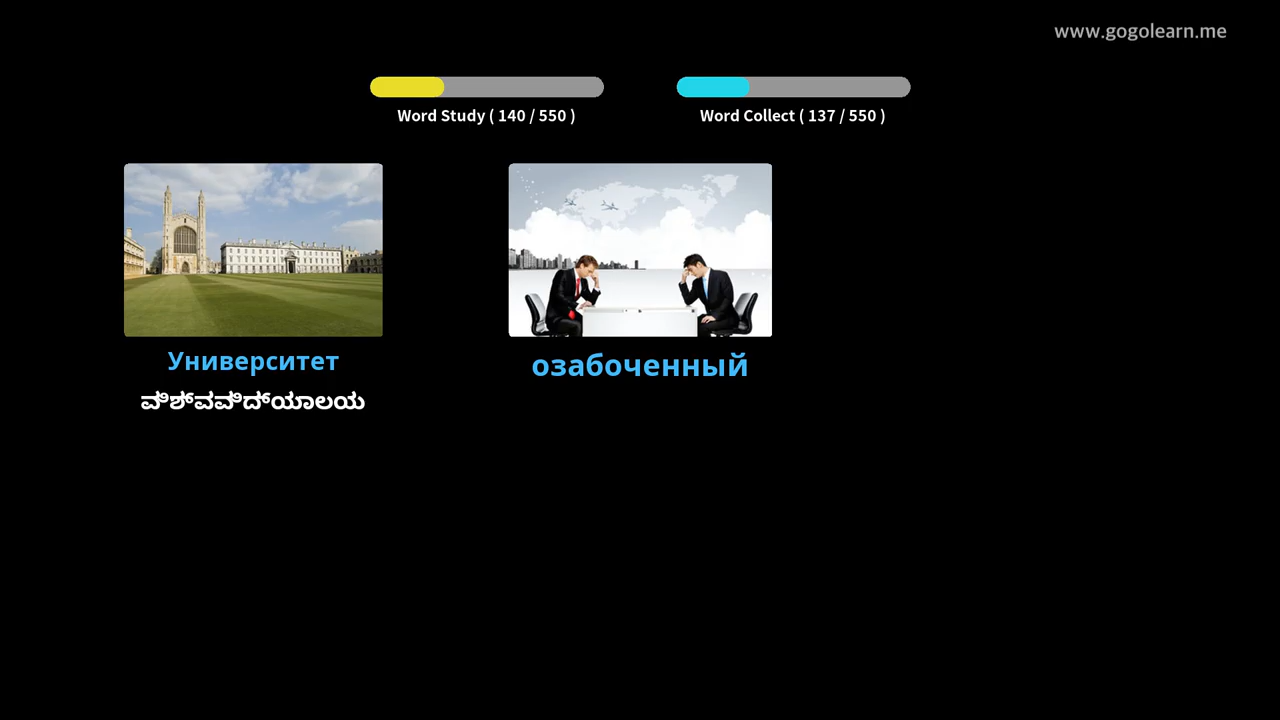 www.gogolearn.me
Word Study ( 140 / 550 )
Word Collect ( 137 / 550 )
Университет
озабоченный
ವಿಶ್ವವಿದ್ಯಾಲಯ